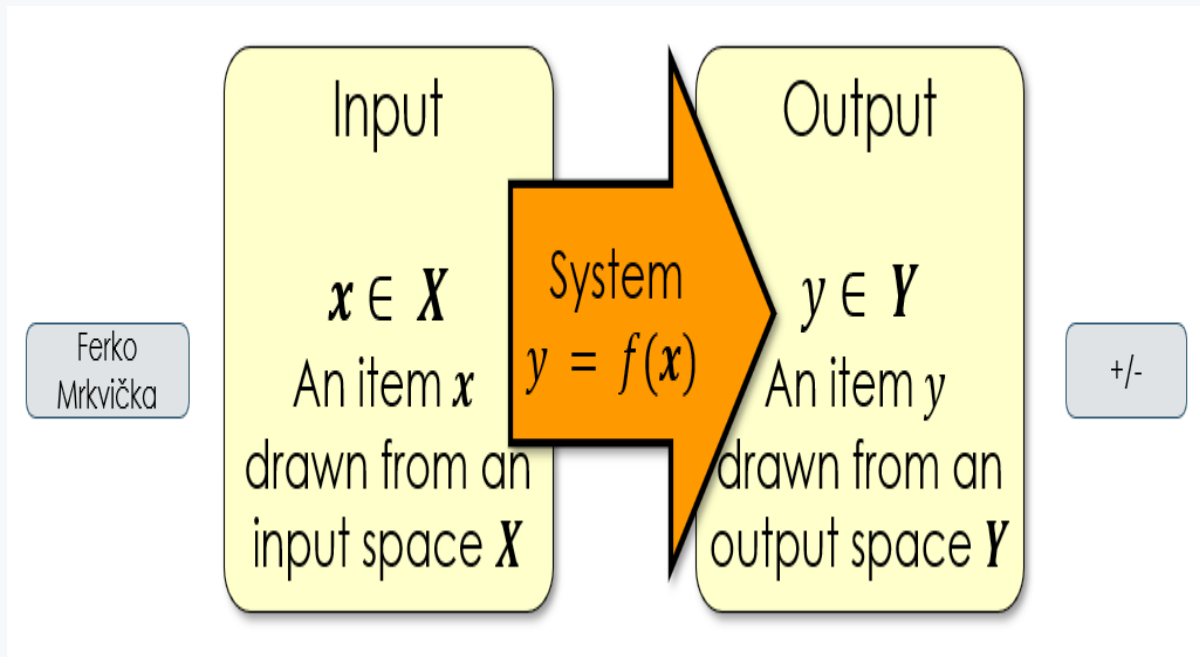 Ferko
Mrkvička
Input
x ∈ X
An item x
drawn from an
input space X
System
y = f(x)
Output
y ∈ Y
An item y
drawn from an
output space Y
+/-